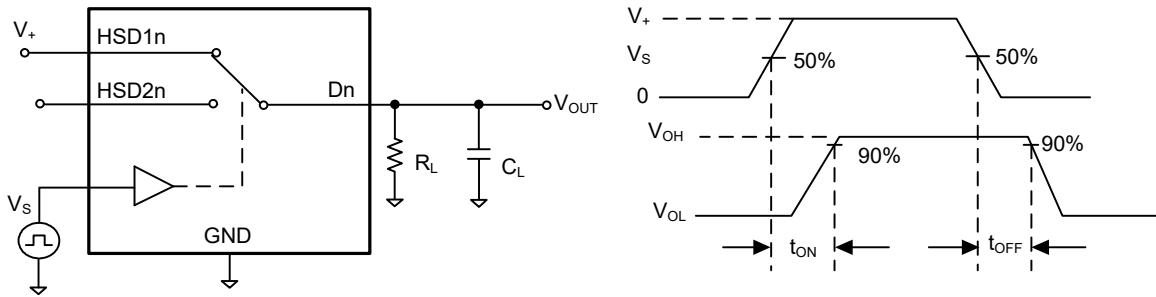 V+
HSD1n
HSD2n
Dn
VOUT
RL
CL
VS
GND
V+
VS
50%
50%
0
VOH
90%
90%
VOL
tON
tOFF